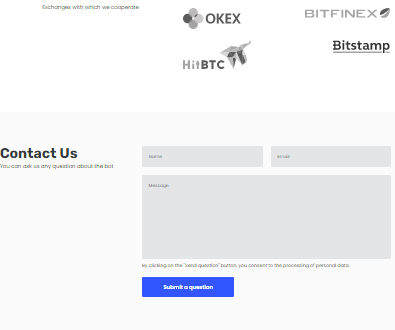 Exchanges with which we cooperate
OKEX
BITFINEX
HitBTC
Bitstamp
Contact Us
You can ask us any question about the bot
Name
Email
Message
By clicking on the "Send question" button, you consent to the processing of personal data.
Submit a question